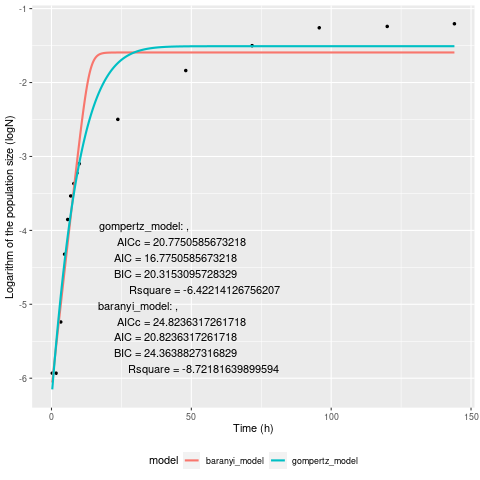 -1
-2
-3
-4
-5
-6
Logarithm of the population size (logN)
gompertz_model: ,
AICc = 20.7750585673218
AIC = 16.7750585673218
BIC = 20.3153095728329
Rsquare = -6.42214126756207
baranyi_model: ,
AICc = 24.8236317261718
AIC = 20.8236317261718
BIC = 24.3638827316829
Rsquare = -8.72181639899594
0 50 100 150
Time (h)
model baranyi_model gompertz_model